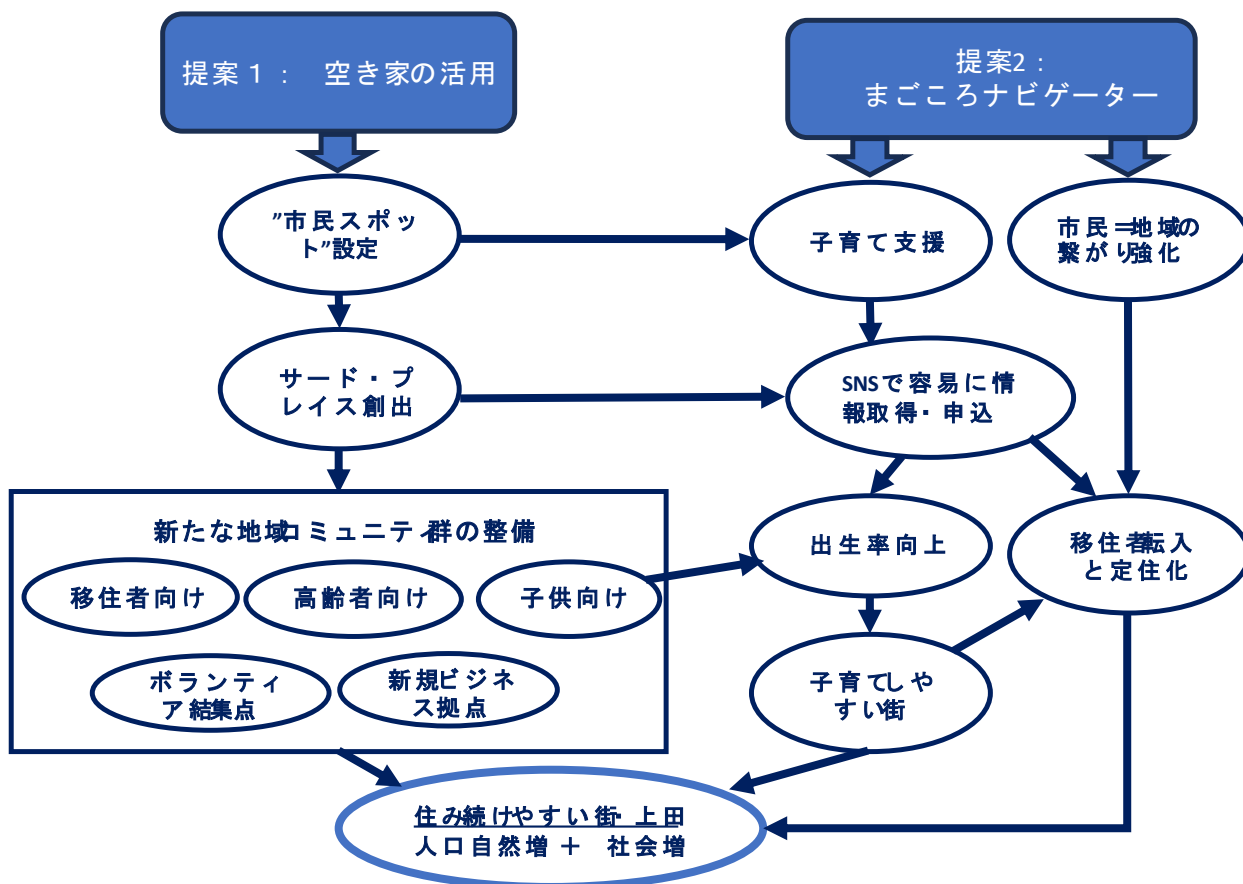 提案１： 空き家の活用
提案2：
まごころナビゲーター
”市民スポッ
ト”設定
子育て支援
市民＝地域の
繋がり強化
サード・プ
レイス創出
SNSで容易に情
報取得・申込
新たな地域コミュニティ群の整備
移住者向け
高齢者向け
子供向け
出生率向上
移住者転入
と定住化
ボランティ
ア結集点
新規ビジネ
ス拠点
子育てしや
すい街
住み続けやすい街・上田
人口自然増＋ 社会増